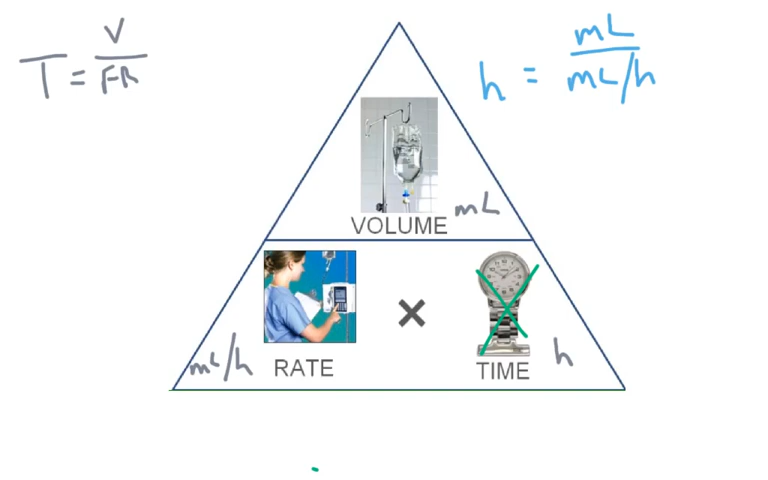 T = V/FR
h = mL/mL/h
VOLUME mL
mL/h RATE
×
TIME h